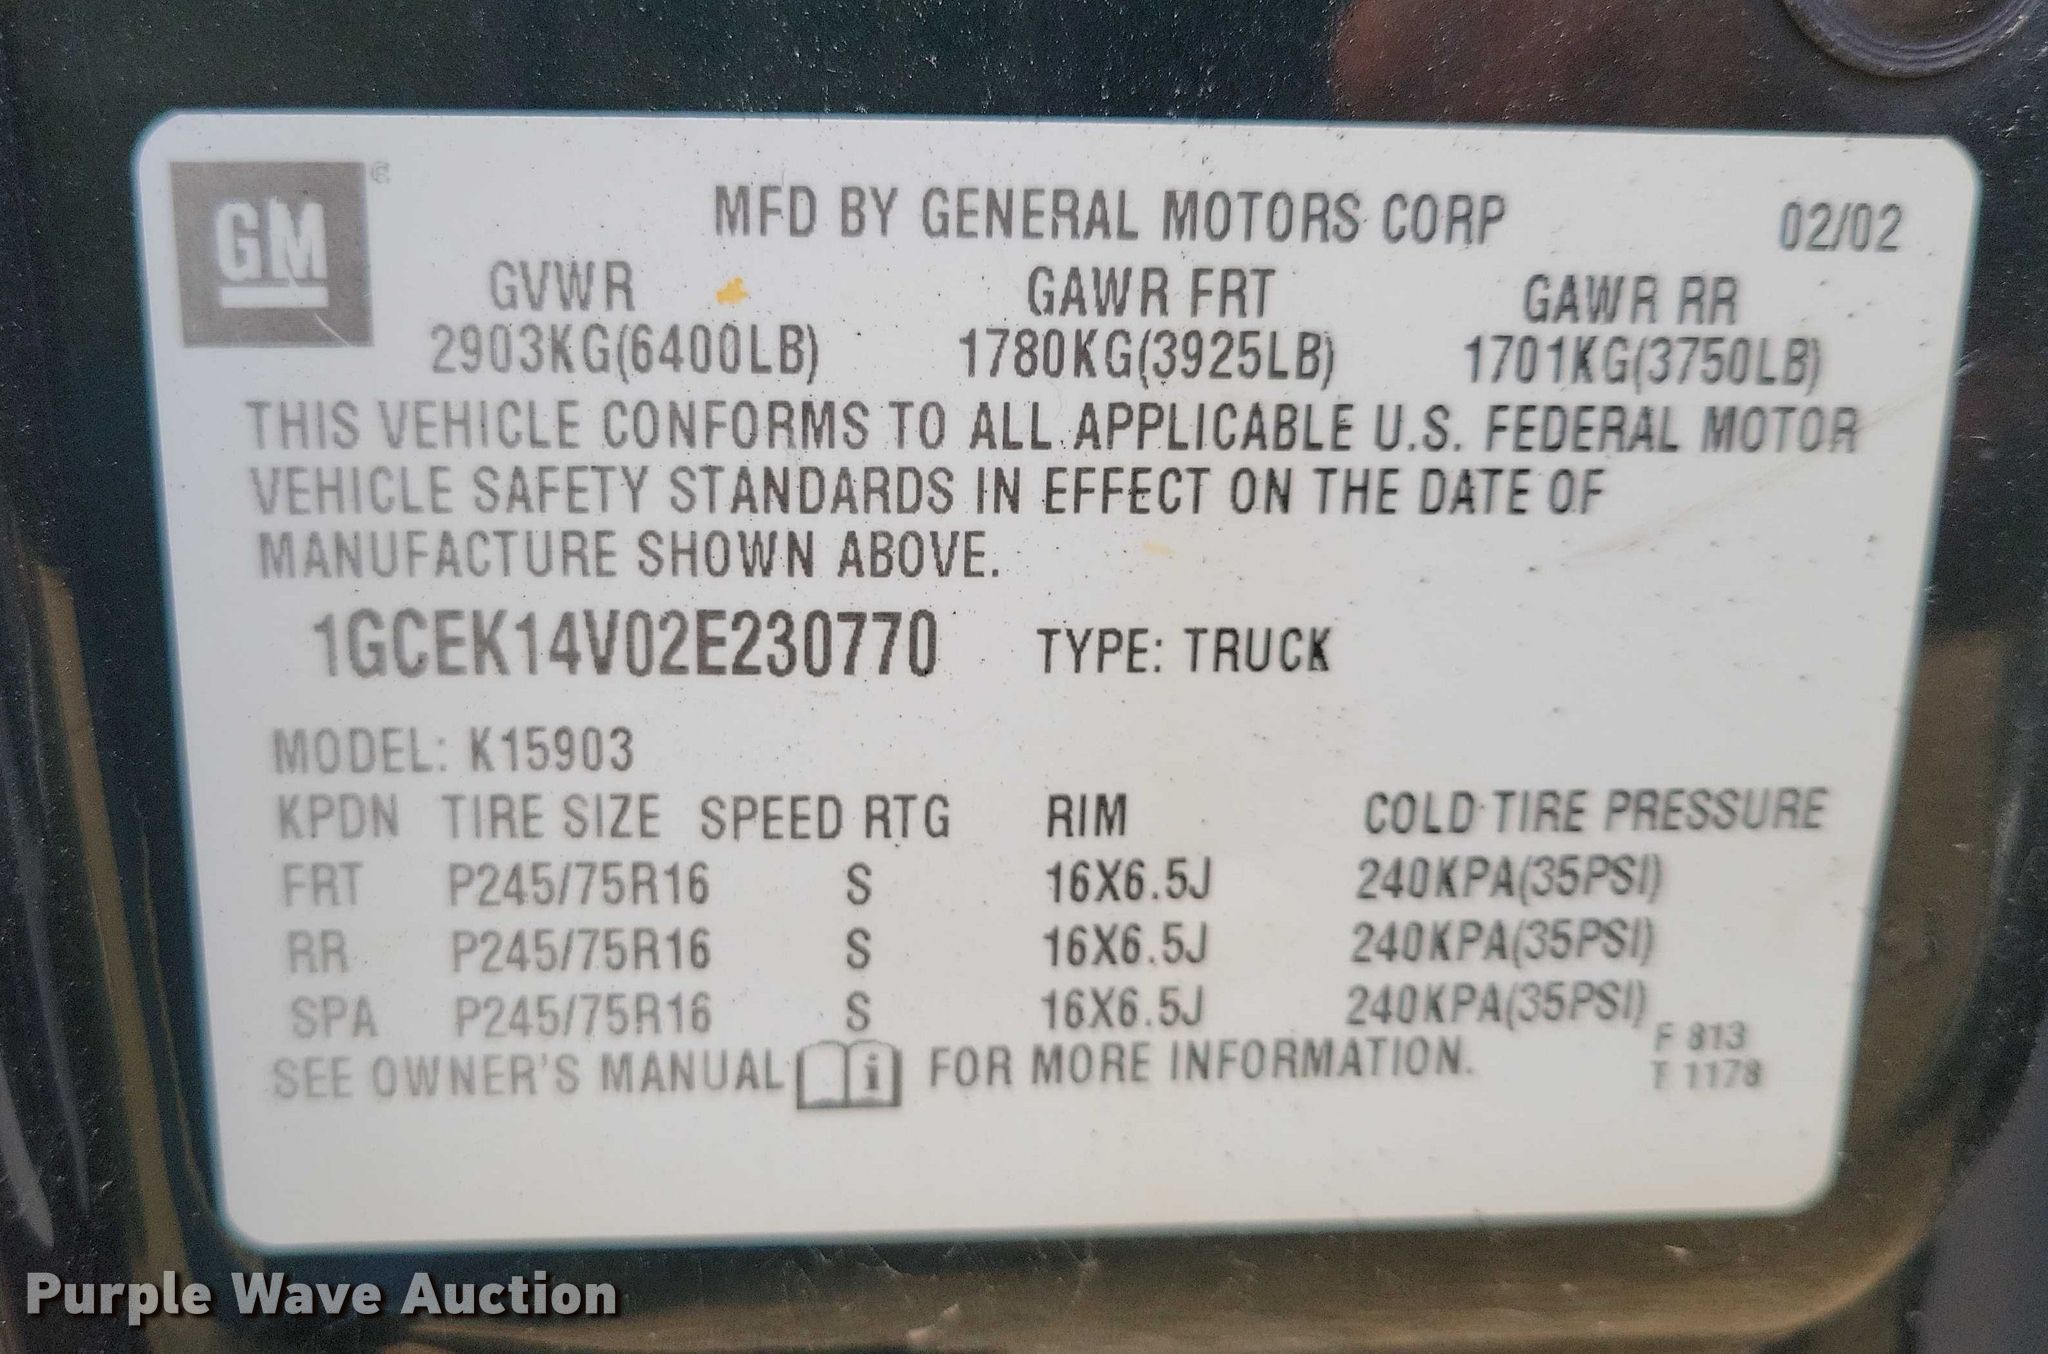 GM®
MFD BY GENERAL MOTORS CORP 02/02
GVWR GAWR FRT GAWR RR
2903KG(6400LB) 1780KG(3925LB) 1701KG(3750LB)
THIS VEHICLE CONFORMS TO ALL APPLICABLE U.S. FEDERAL MOTOR
VEHICLE SAFETY STANDARDS IN EFFECT ON THE DATE OF
MANUFACTURE SHOWN ABOVE.
1GCEK14V02E230770 TYPE: TRUCK
MODEL: K15903
KPDN TIRE SIZE SPEED RTG RIM COLD TIRE PRESSURE
FRT P245/75R16 S 16X6.5J 240KPA(35PSI)
RR P245/75R16 S 16X6.5J 240KPA(35PSI)
SPA P245/75R16 S 16X6.5J 240KPA(35PSI)
SEE OWNER'S MANUAL i FOR MORE INFORMATION.
F 813
T 1178
Purple Wave Auction